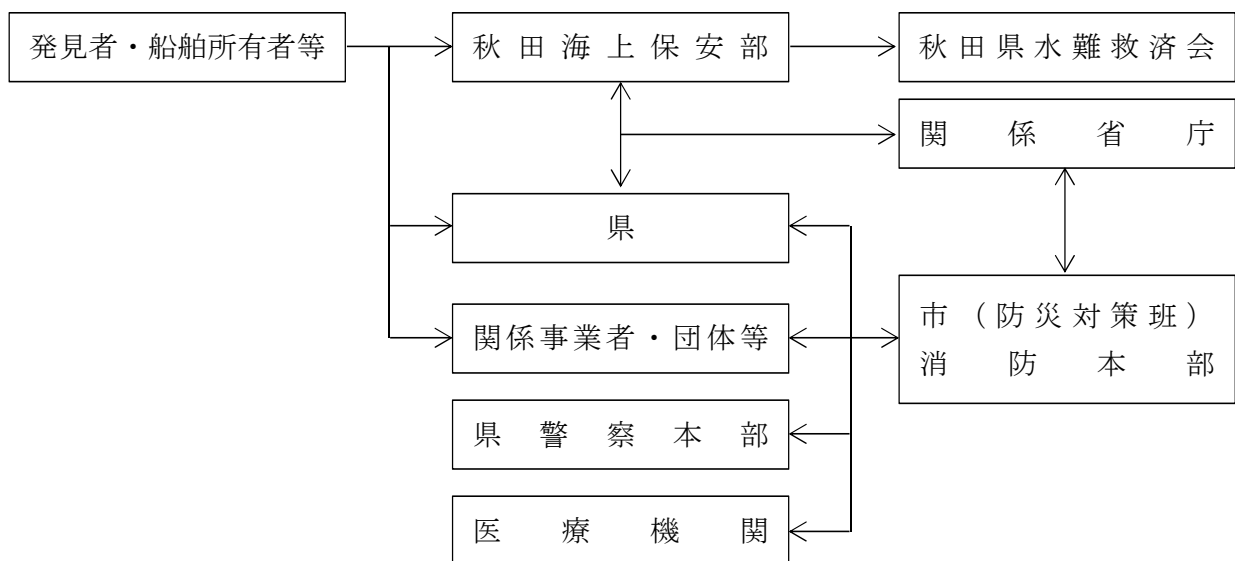 発見者・船舶所有者等
秋田海上保安部
秋田県水難救済会
関係省庁
県
関係事業者・団体等
市（防災対策班）
消防本部
県警察本部
医療機関